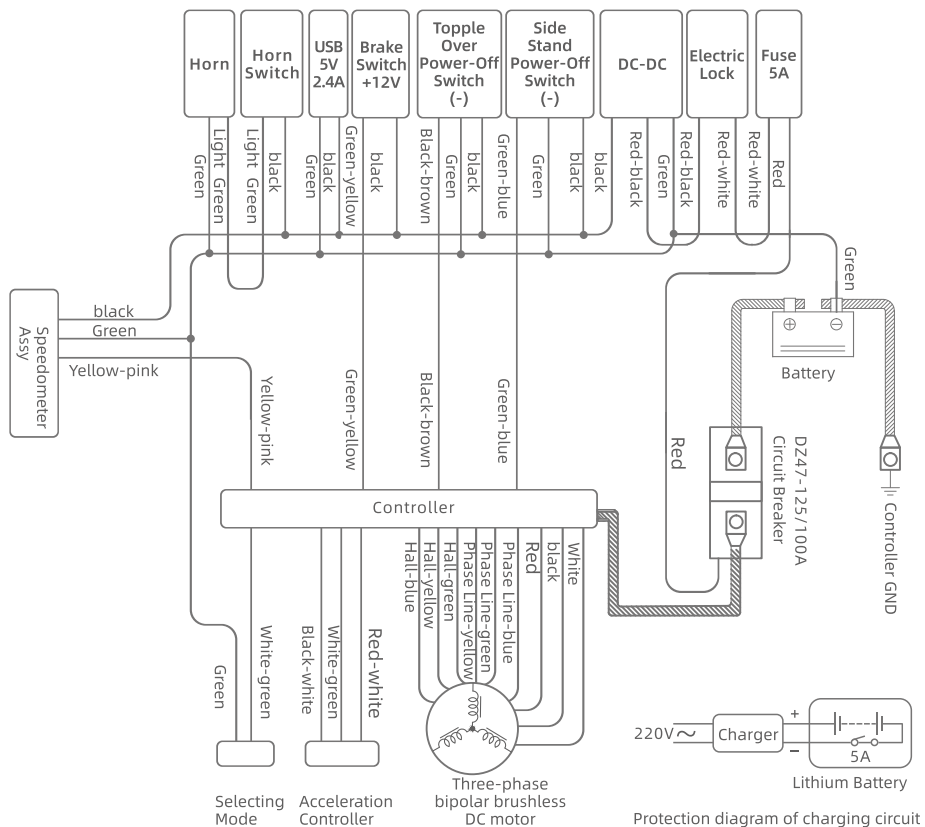 Horn
Horn
Switch
USB
5V
2.4A
Brake
Switch
+12V
Topple
Over
Power-Off
Switch
(-)
Side
Stand
Power-Off
Switch
(-)
DC-DC
Electric
Lock
Fuse
5A
Green
Light Green
Light Green
black
Green
Green-yellow
black
Black-brown
Green
black
Green-blue
Green
black
black
Red-black
Green
Red-black
Red-white
Red-white
Red
Green
Speedometer
Assy
black
Green
Yellow-pink
Yellow-pink
Green-yellow
Black-brown
Green-blue
Red
+
-
Battery
DZ47-125/100A
Circuit Breaker
Controller GND
Controller
Hall-blue
Hall-yellow
Hall-green
Phase Line-yellow
Phase Line-green
Phase Line-blue
Red
black
White
Green
White-green
Black-white
White-green
Red-white
Selecting
Mode
Acceleration
Controller
Three-phase
bipolar brushless
DC motor
220V~
Charger
+
-
5A
Lithium Battery
Protection diagram of charging circuit